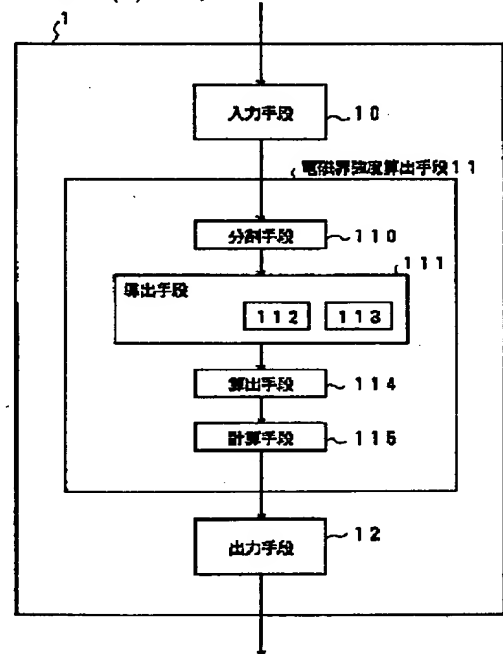 1
入力手段 10
電磁界強度算出手段11
分割手段 110
111
導出手段
112 113
算出手段 114
計算手段 115
出力手段 12